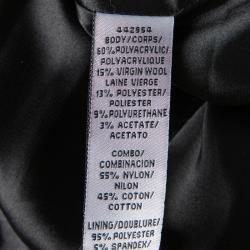 442954
BODY/CORPS/
60%POLYACRYLIC/
POLYACRYLIQUE
15% VIRGIN WOOL
LAINE VIERGE
13% POLYESTER/
POLIESTER
9%POLYURETHANE
3% ACETATE/
ACETATO
COMBO/
COMBINACION
55% NYLON/
NILON
45% COTON/
COTTON
LINING/DOUBLURE/
95% POLYESTER
5% SPANDEX/